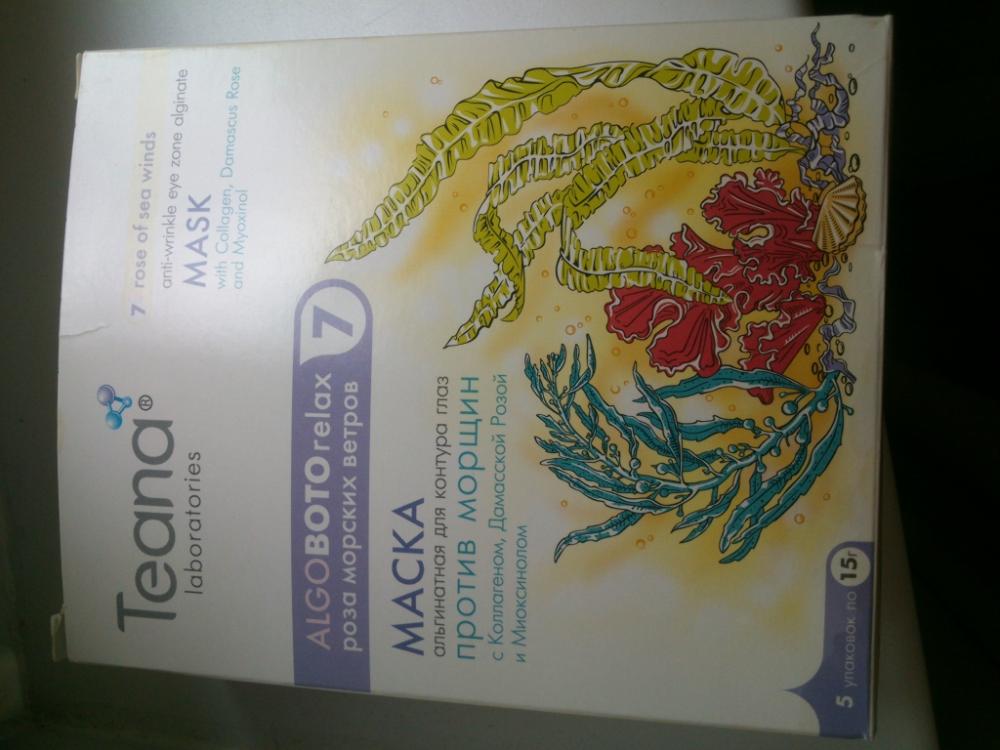 Teana®
laboratories
7 rose of sea winds
anti-wrinkle eye zone alginate
MASK
with Collagen, Damascus Rose
and Myoxinol
ALGOBOTOrelax 7
роза морских ветров
МАСКА
альгинатная для контура глаз
против морщин
с Коллагеном, Дамасской Розой
и Миоксинолом
5 упаковок по 15г